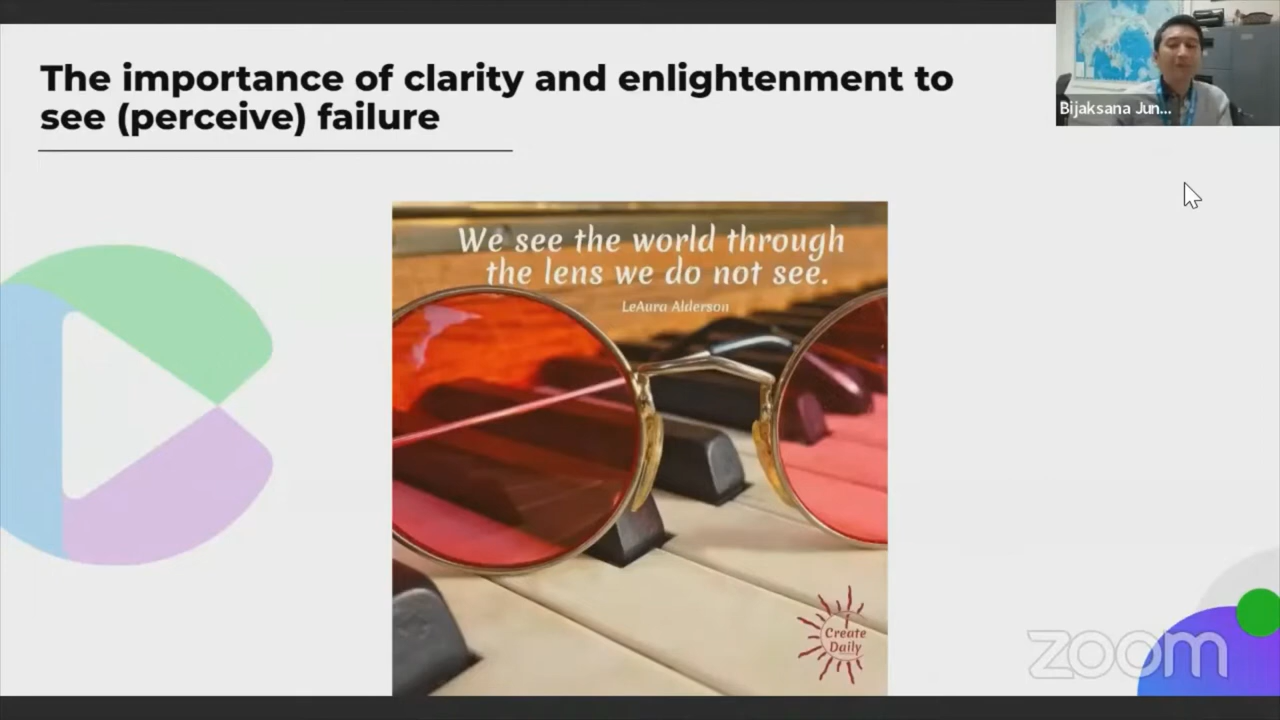 The importance of clarity and enlightenment to
see (perceive) failure
Bijaksana Jun...
We see the world through
the lens we do not see.
LeAura Alderson
I
Create
Daily
zoom